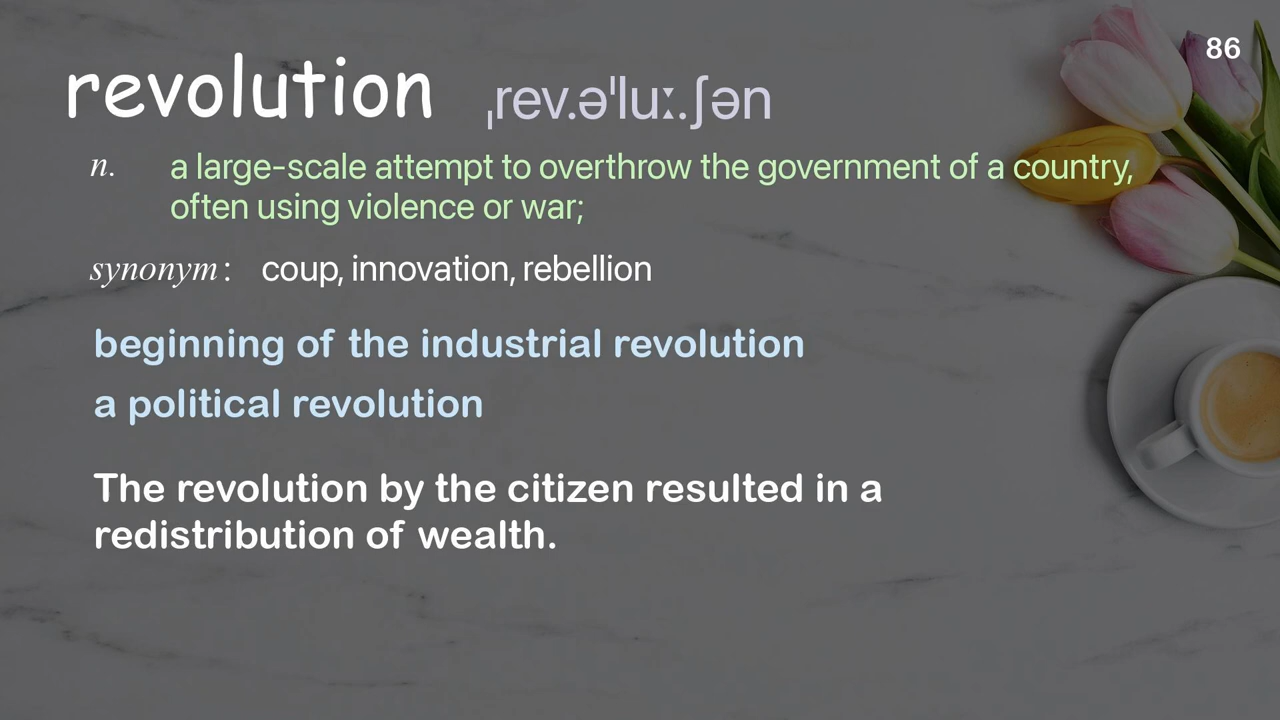 86
revolution ˌrev.əˈluː.ʃən
n. a large-scale attempt to overthrow the government of a country,
often using violence or war;
synonym: coup, innovation, rebellion
beginning of the industrial revolution
a political revolution
The revolution by the citizen resulted in a
redistribution of wealth.